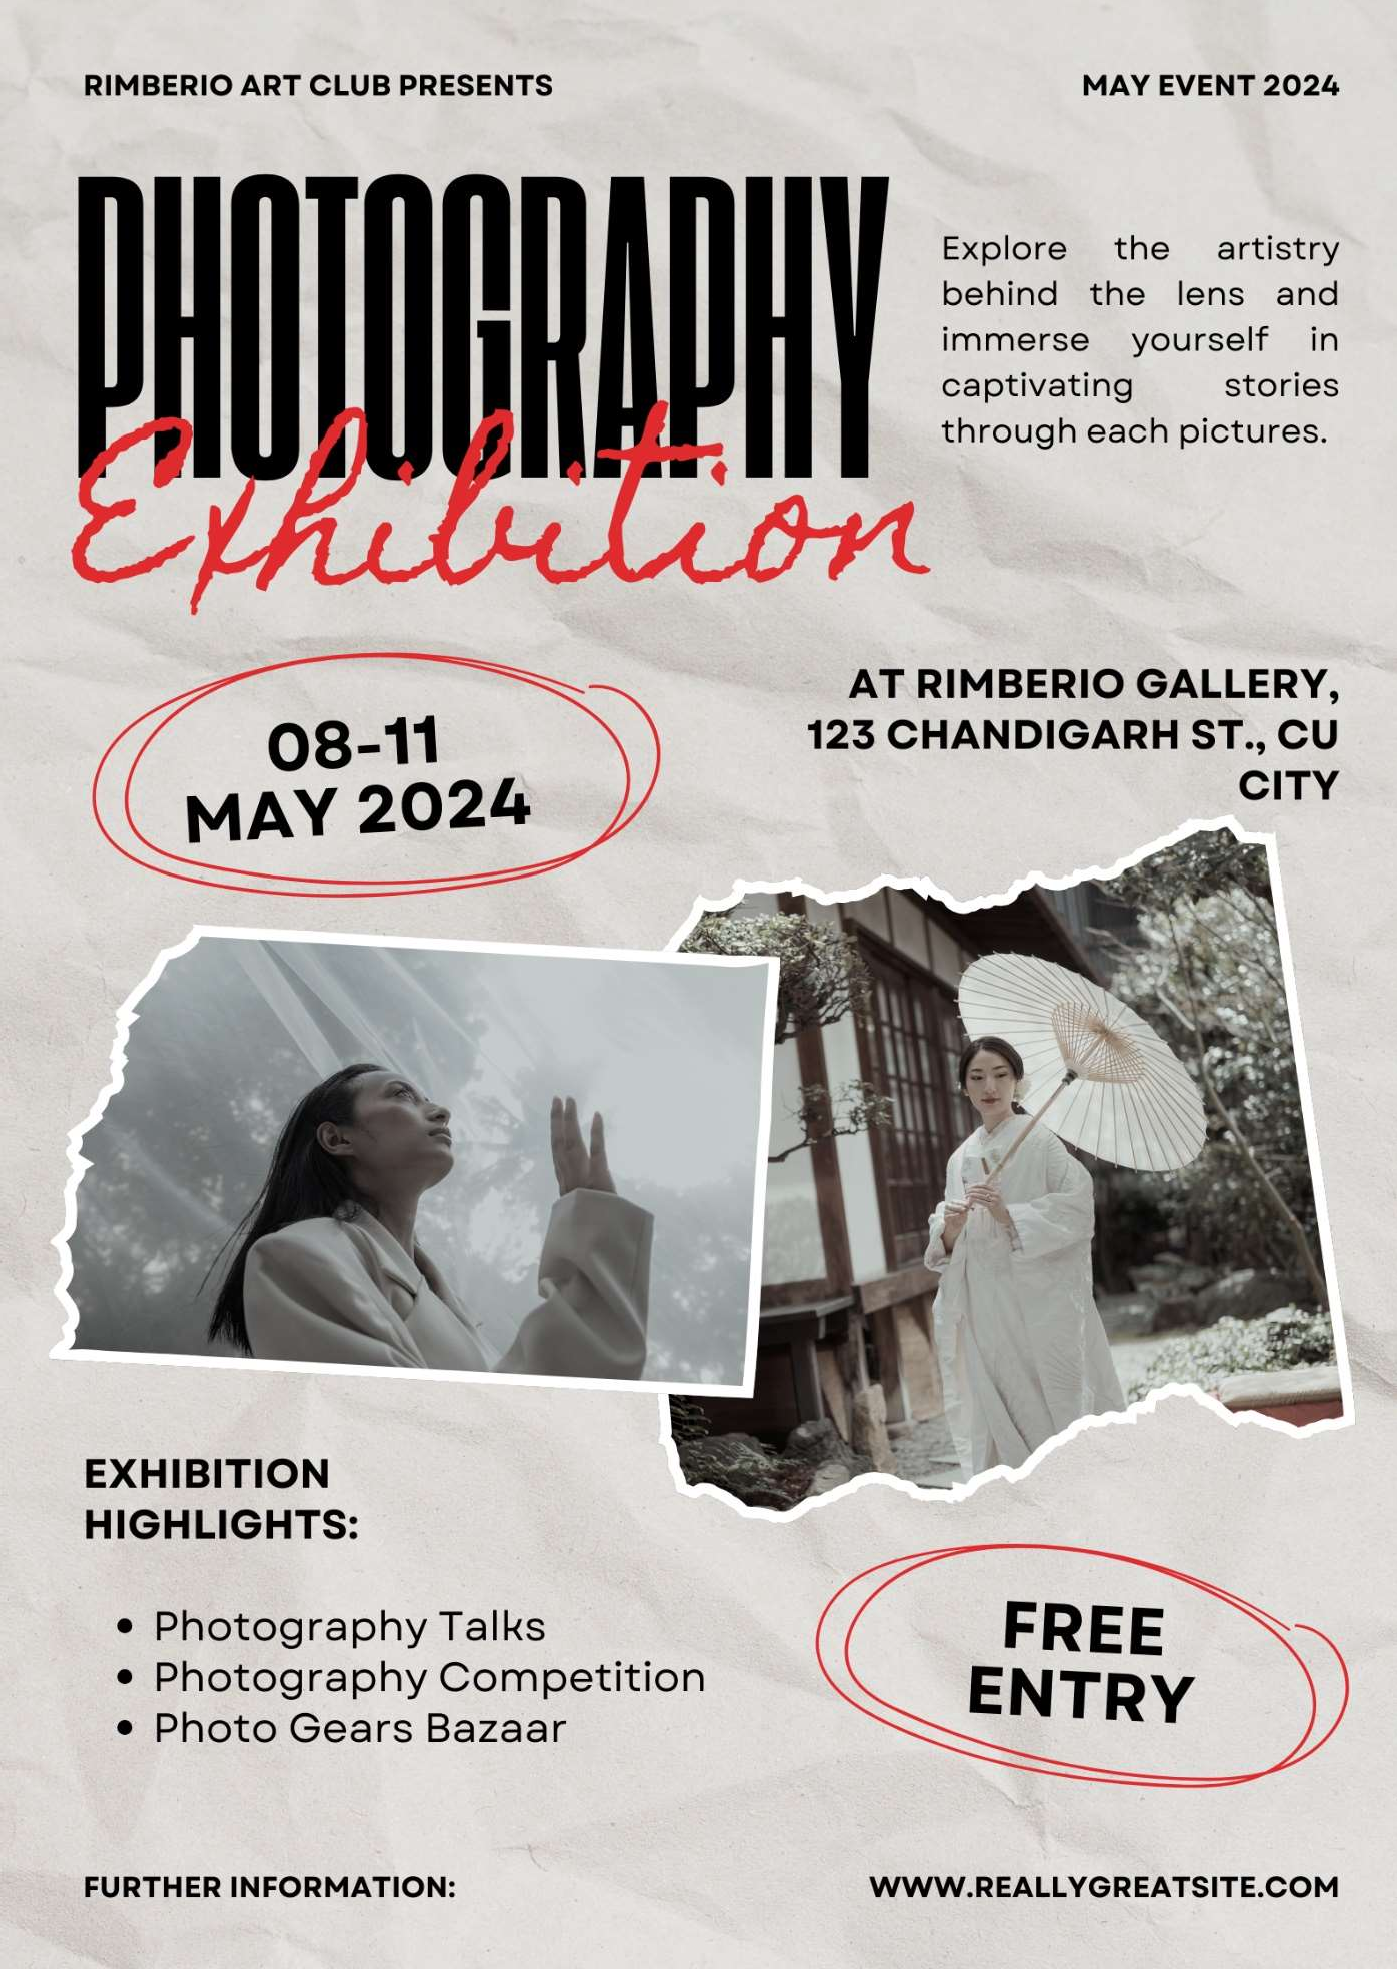 RIMBERIO ART CLUB PRESENTS
MAY EVENT 2024
PHOTOGRAPHY
Exhibition
Explore the artistry
behind the lens and
immerse yourself in
captivating stories
through each pictures.
08-11
MAY 2024
AT RIMBERIO GALLERY,
123 CHANDIGARH ST., CU
CITY
EXHIBITION
HIGHLIGHTS:
• Photography Talks
• Photography Competition
• Photo Gears Bazaar
FREE
ENTRY
FURTHER INFORMATION:
WWW.REALLYGREATSITE.COM